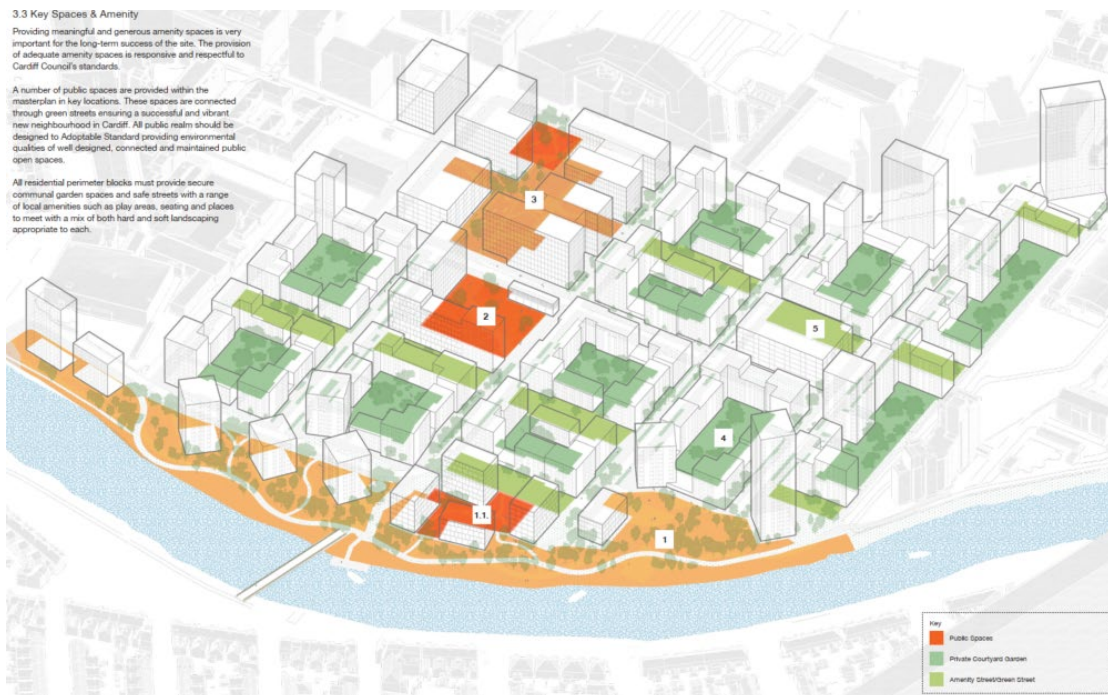 3.3 Key Spaces & Amenity
Providing meaningful and generous amenity spaces is very
important for the long-term success of the site. The provision
of adequate amenity spaces is responsive and respectful to
Cardiff Council's standards.
A number of public spaces are provided within the
masterplan in key locations. These spaces are connected
through green streets ensuring a successful and vibrant
new neighbourhood in Cardiff. All public realm should be
designed to Adoptable Standard providing environmental
qualities of well designed, connected and maintained public
open spaces.
All residential perimeter blocks must provide secure
communal garden spaces and safe streets with a range
of local amenities such as play areas, seating and places
to meet with a mix of both hard and soft landscaping
appropriate to each.
3
2
5
4
1.1.
1
Key
Public Spaces
Private Courtyard Garden
Amenity Street/Green Street